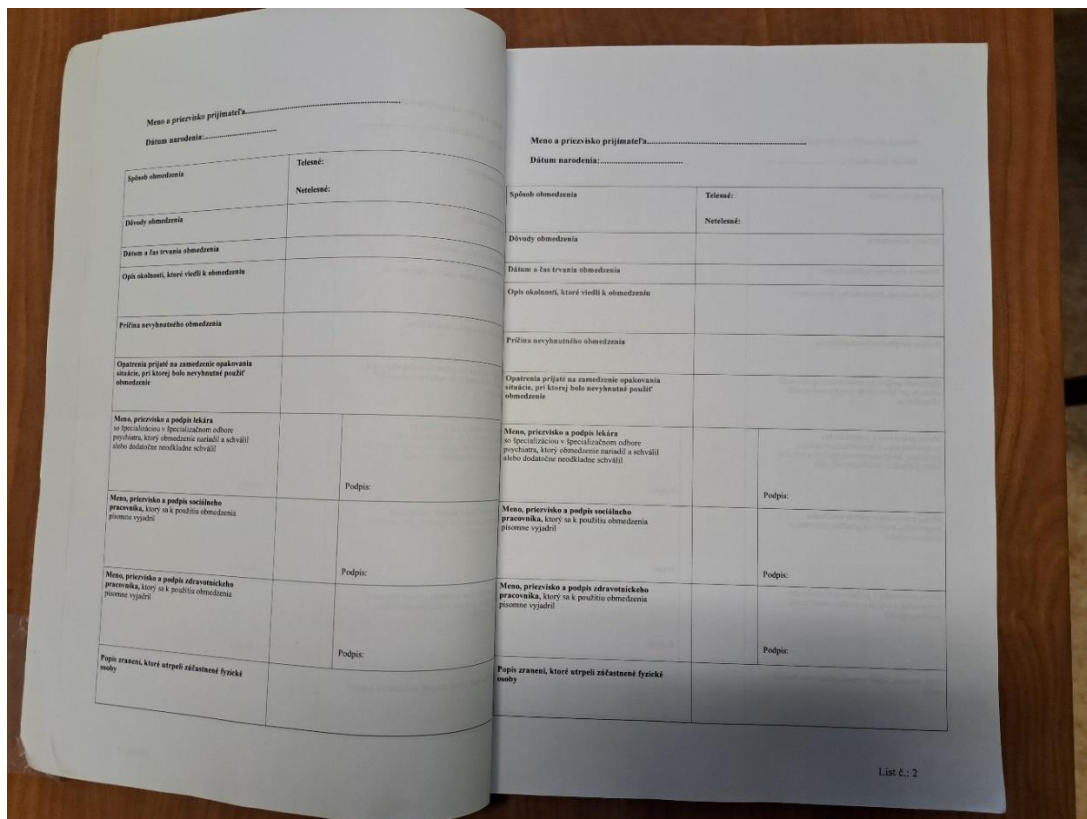 Meno a priezvisko prijímateľa............................................................
Dátum narodenia:............................
Spôsob obmedzenia
Telesné:
Netelesné:
Dôvody obmedzenia
Dátum a čas trvania obmedzenia
Opis okolností, ktoré viedli k obmedzeniu
Príčina nevyhnutného obmedzenia
Opatrenia prijaté na zamedzenie opakovania
situácie, pri ktorej bolo nevyhnutné použiť
obmedzenie
Meno, priezvisko a podpis lekára
so špecializáciou v špecializačnom odbore
psychiatra, ktorý obmedzenie nariadil a schválil
alebo dodatočne neodkladne schválil
Podpis:
Meno, priezvisko a podpis sociálneho
pracovníka, ktorý sa k použitiu obmedzenia
písomne vyjadril
Podpis:
Meno, priezvisko a podpis zdravotníckeho
pracovníka, ktorý sa k použitiu obmedzenia
písomne vyjadril
Podpis:
Popis zranení, ktoré utrpeli zúčastnené fyzické
osoby
Meno a priezvisko prijímateľa............................................................
Dátum narodenia:..............................
Spôsob obmedzenia
Telesné:
Netelesné:
Dôvody obmedzenia
Dátum a čas trvania obmedzenia
Opis okolností, ktoré viedli k obmedzeniu
Príčina nevyhnutného obmedzenia
Opatrenia prijaté na zamedzenie opakovania
situácie, pri ktorej bolo nevyhnutné použiť
obmedzenie
Meno, priezvisko a podpis lekára
so špecializáciou v špecializačnom odbore
psychiatra, ktorý obmedzenie nariadil a schválil
alebo dodatočne neodkladne schválil
Podpis:
Meno, priezvisko a podpis sociálneho
pracovníka, ktorý sa k použitiu obmedzenia
písomne vyjadril
Podpis:
Meno, priezvisko a podpis zdravotníckeho
pracovníka, ktorý sa k použitiu obmedzenia
písomne vyjadril
Podpis:
Popis zranení, ktoré utrpeli zúčastnené fyzické
osoby
List č.: 2